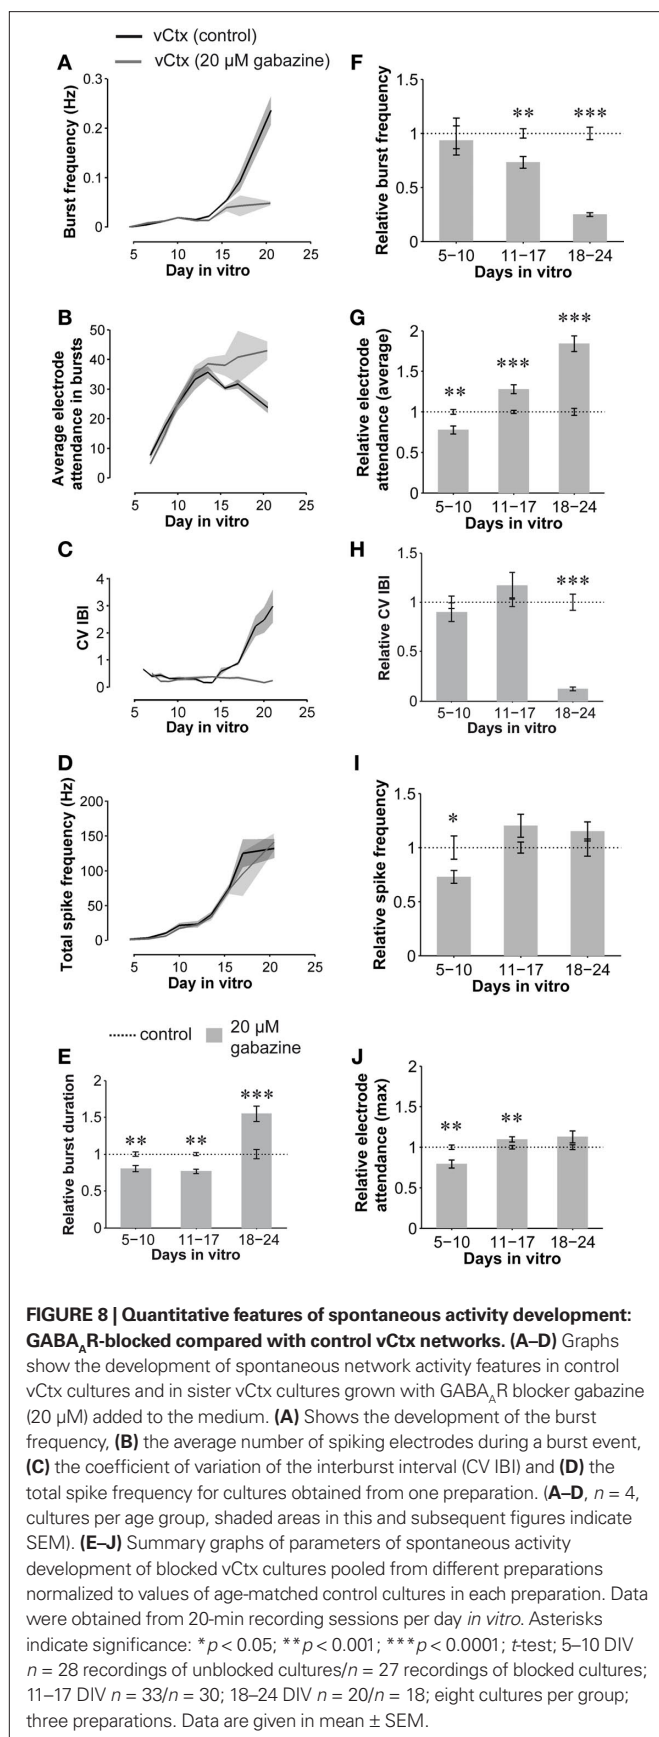 vCtx (control)
vCtx (20 µM gabazine)
A
Burst frequency (Hz)
0.3
0.2
0.1
0
5 10 15 20 25
Day in vitro
F
Relative burst frequency
1.5
1
0.5
0
** ***
5–10 11–17 18–24
Days in vitro
B
Average electrode
attendance in bursts
50
40
30
20
10
0
5 10 15 20 25
Day in vitro
G
Relative electrode
attendance (average)
2
1.5
1
0.5
0
** *** ***
5–10 11–17 18–24
Days in vitro
C
CV IBI
4
3
2
1
0
5 10 15 20 25
Day in vitro
H
Relative CV IBI
1.5
1
0.5
0
***
5–10 11–17 18–24
Days in vitro
D
Total spike frequency (Hz)
200
150
100
50
0
5 10 15 20 25
Day in vitro
I
Relative spike frequency
1.5
1
0.5
0
*
5–10 11–17 18–24
Days in vitro
control
20 µM
gabazine
E
Relative burst duration
2
1.5
1
0.5
0
** ** ***
5–10 11–17 18–24
Days in vitro
J
Relative electrode
attendance (max)
2
1.5
1
0.5
0
** **
5–10 11–17 18–24
Days in vitro
FIGURE 8 | Quantitative features of spontaneous activity development:
GABA_AR-blocked compared with control vCtx networks. (A–D) Graphs
show the development of spontaneous network activity features in control
vCtx cultures and in sister vCtx cultures grown with GABA_AR blocker gabazine
(20 µM) added to the medium. (A) Shows the development of the burst
frequency, (B) the average number of spiking electrodes during a burst event,
(C) the coefficient of variation of the interburst interval (CV IBI) and (D) the
total spike frequency for cultures obtained from one preparation. (A–D, n = 4,
cultures per age group, shaded areas in this and subsequent figures indicate
SEM). (E–J) Summary graphs of parameters of spontaneous activity
development of blocked vCtx cultures pooled from different preparations
normalized to values of age-matched control cultures in each preparation. Data
were obtained from 20-min recording sessions per day in vitro. Asterisks
indicate significance: *p < 0.05; **p < 0.001; ***p < 0.0001; t-test; 5–10 DIV
n = 28 recordings of unblocked cultures/n = 27 recordings of blocked cultures;
11–17 DIV n = 33/n = 30; 18–24 DIV n = 20/n = 18; eight cultures per group;
three preparations. Data are given in mean ± SEM.